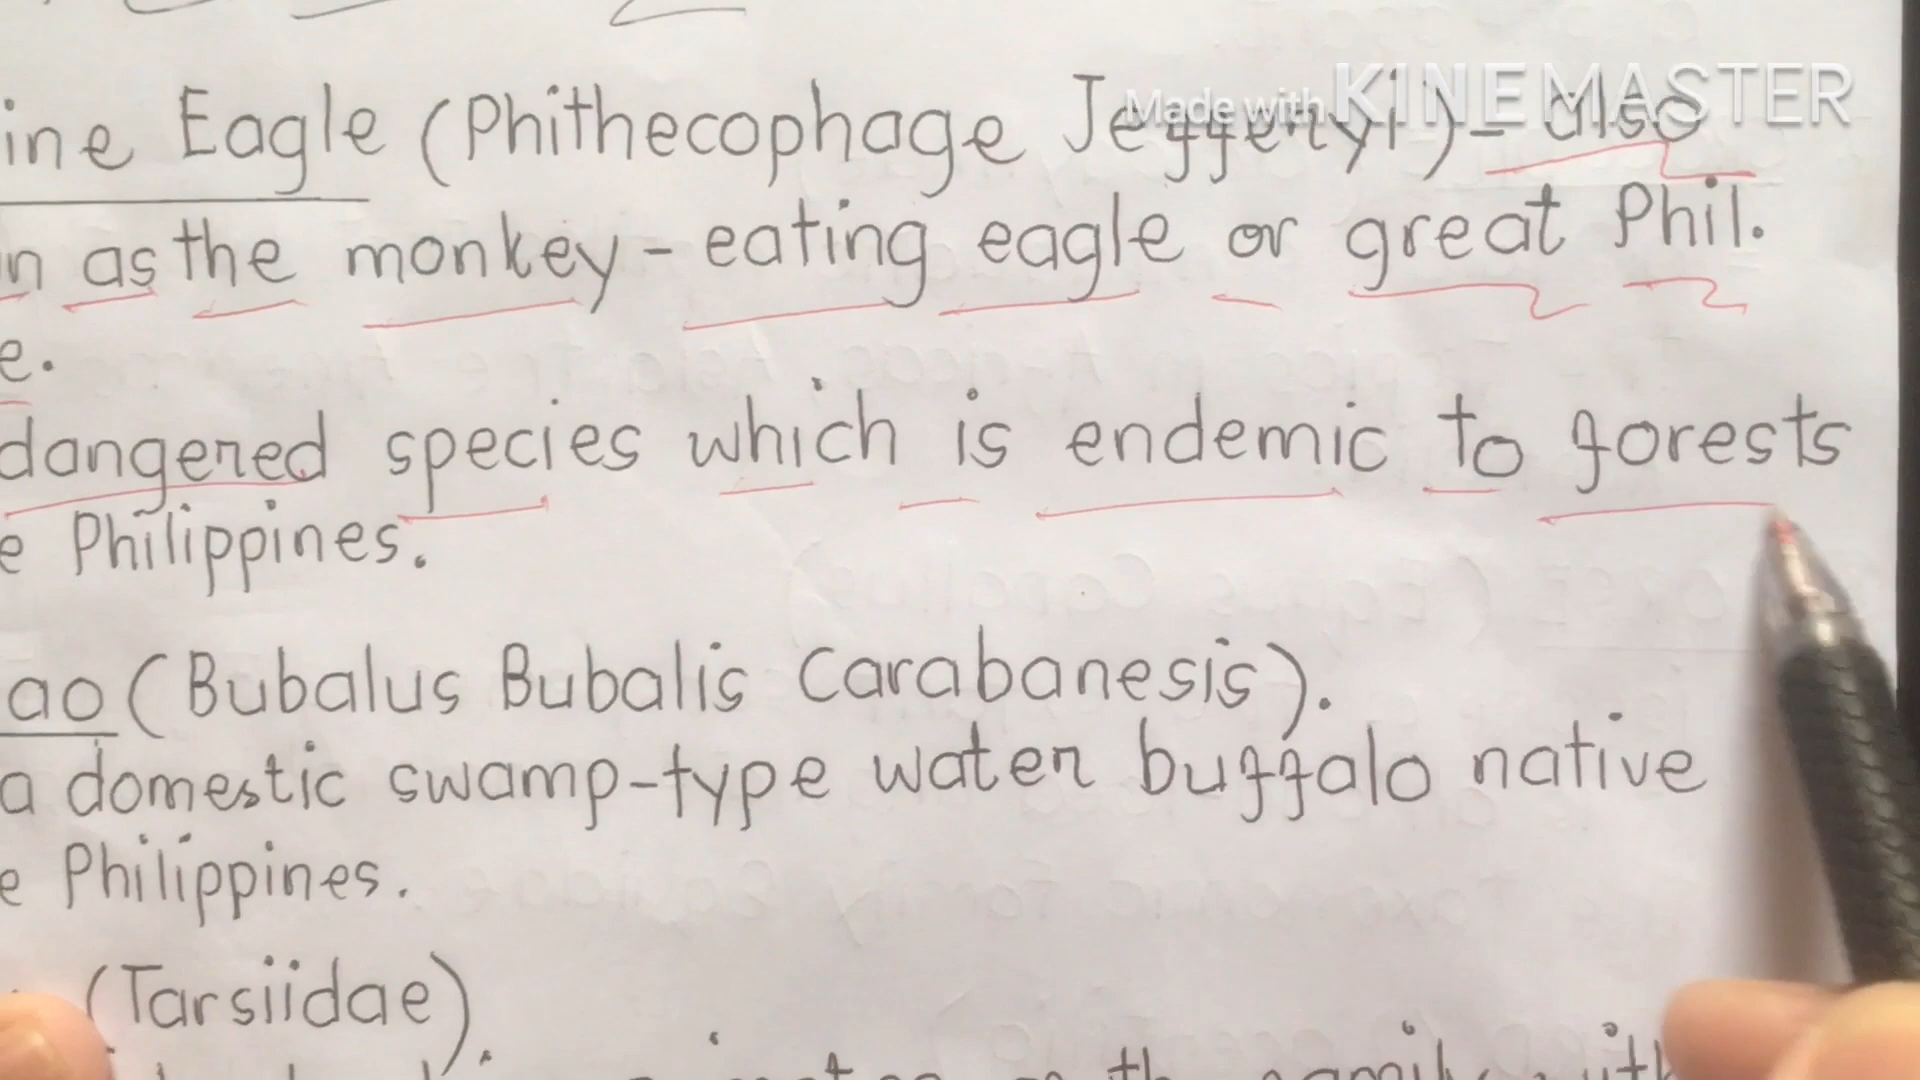 Made with KINEMASTER
ine Eagle (Phithecophage Jeffenyi) - also
n as the monkey-eating eagle or great Phil.
e.
dangered species which is endemic to forests
e Philippines.
ao (Bubalus Bubalis Carabanesis).
a domestic swamp-type water buffalo native
e Philippines.
(Tarsiidae).